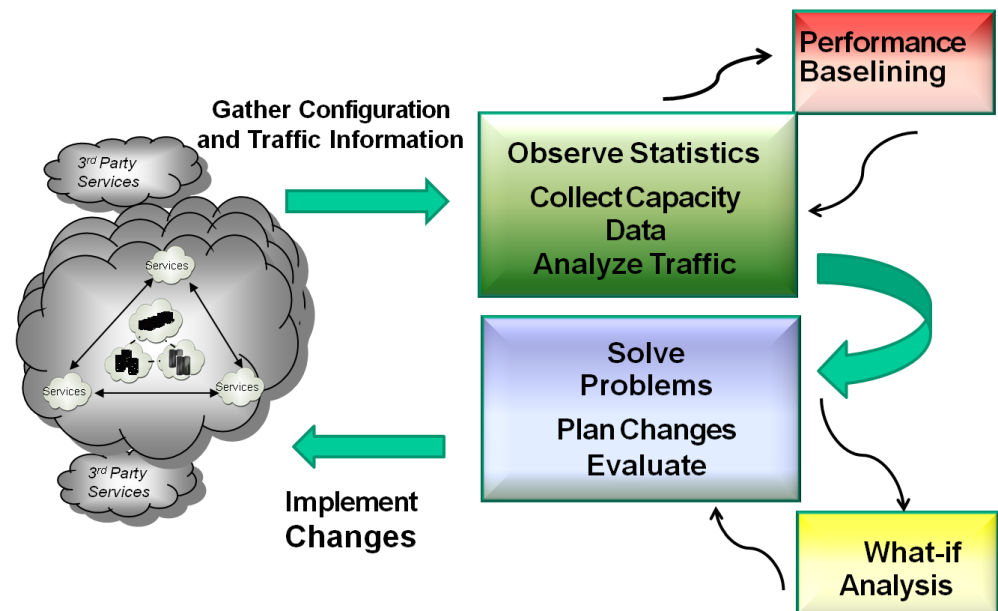 Performance
Baselining
Gather Configuration
and Traffic Information
Observe Statistics
Collect Capacity
Data
Analyze Traffic
3rd Party
Services
Services
Services
Services
3rd Party
Services
Solve
Problems
Plan Changes
Evaluate
Implement
Changes
What-if
Analysis